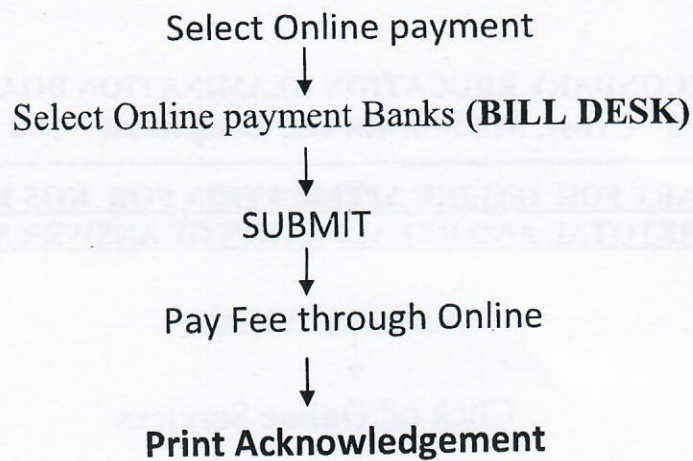 Select Online payment
Select Online payment Banks (BILL DESK)
SUBMIT
Pay Fee through Online
Print Acknowledgement